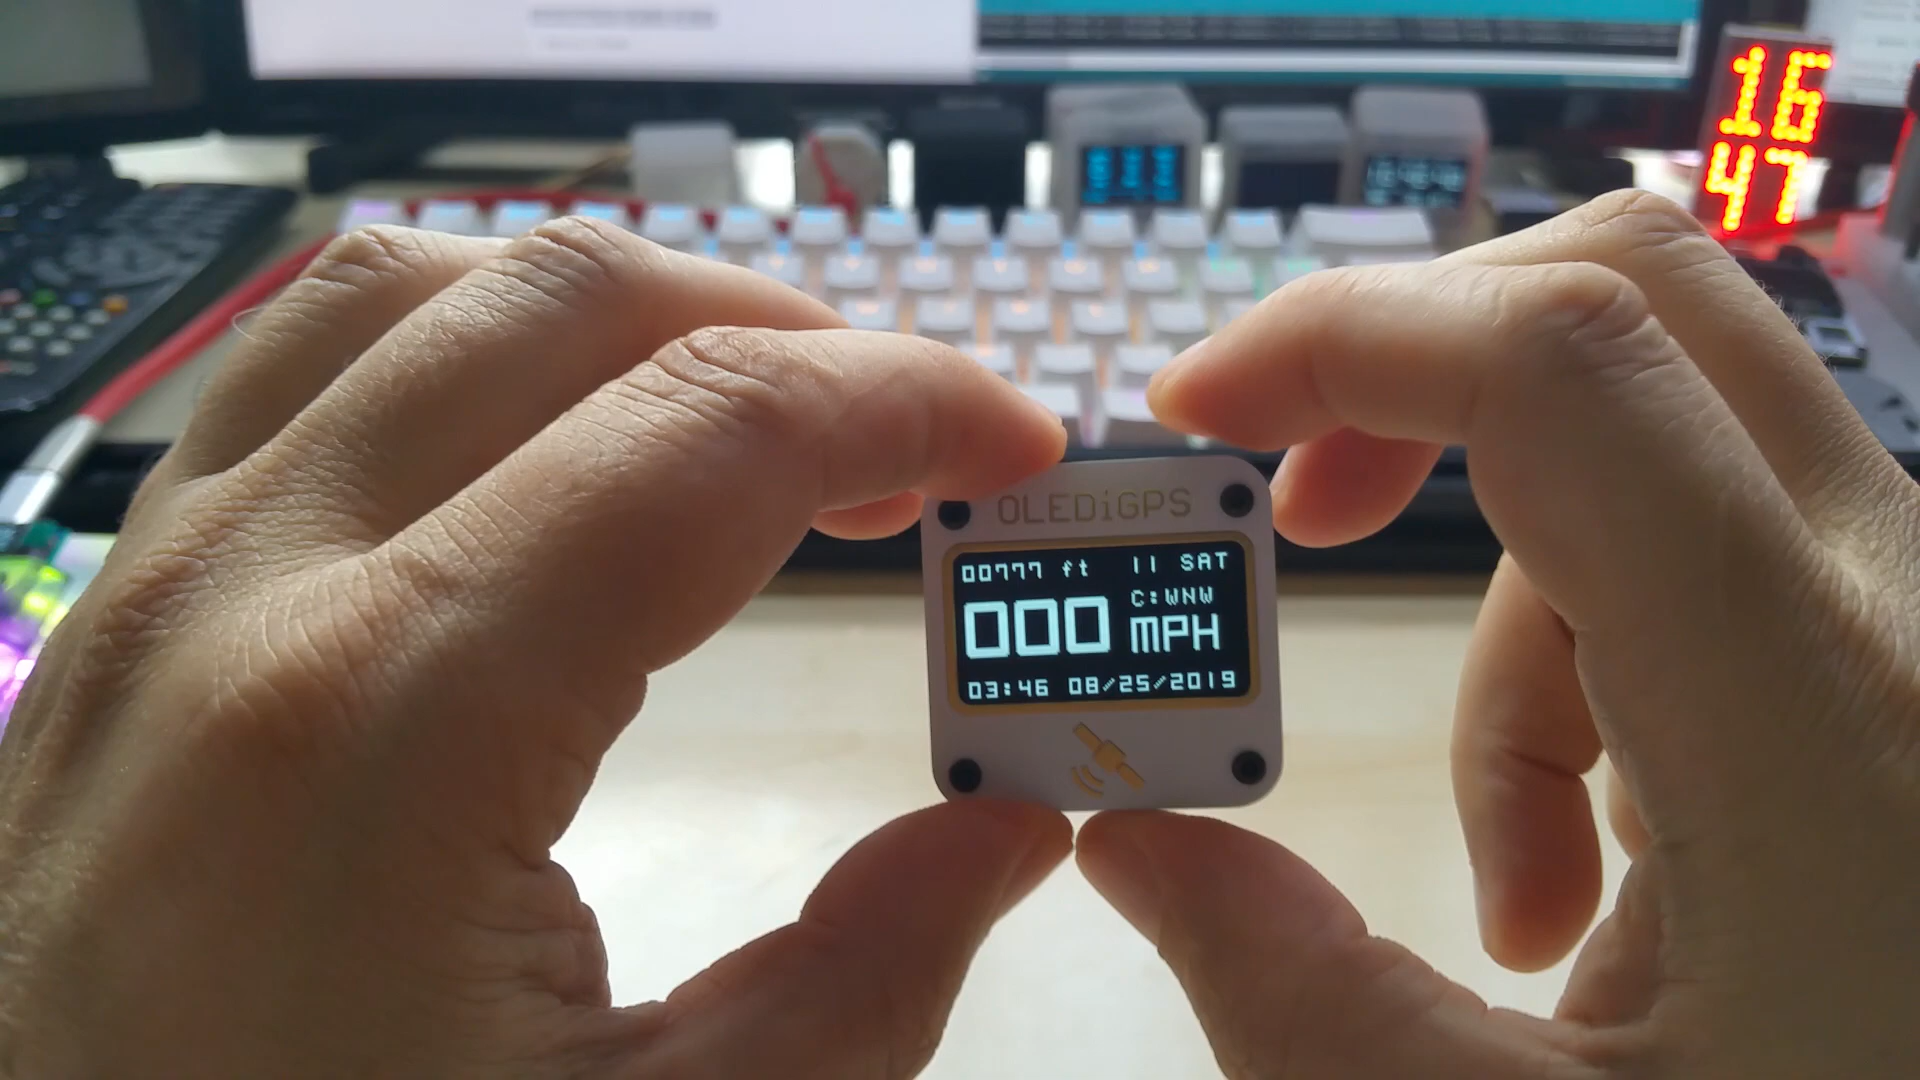 16
47
OLEDiGPS
00777 ft 11 SAT
C:WNW
000 MPH
03:46 08/25/2019